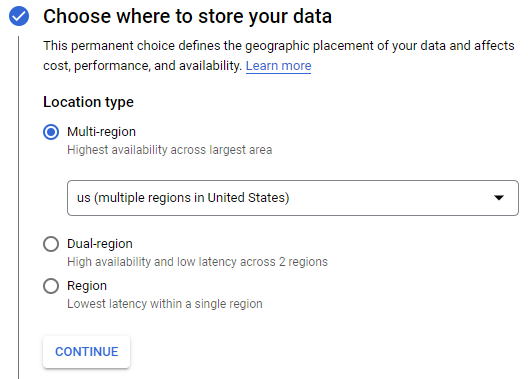 Choose where to store your data
This permanent choice defines the geographic placement of your data and affects
cost, performance, and availability. Learn more
Location type
Multi-region
Highest availability across largest area
us (multiple regions in United States)
Dual-region
High availability and low latency across 2 regions
Region
Lowest latency within a single region
CONTINUE